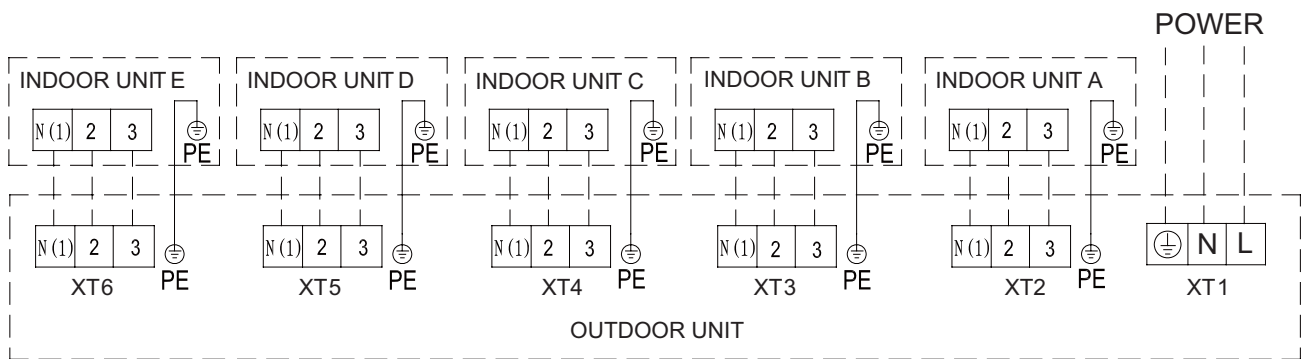 POWER
INDOOR UNIT E
INDOOR UNIT D
INDOOR UNIT C
INDOOR UNIT B
INDOOR UNIT A
N (1) 2 3
PE
N (1) 2 3
PE
N (1) 2 3
PE
N (1) 2 3
PE
N (1) 2 3
PE
N (1) 2 3
PE
XT6
N (1) 2 3
PE
XT5
N (1) 2 3
PE
XT4
N (1) 2 3
PE
XT3
N (1) 2 3
PE
XT2
N L
XT1
OUTDOOR UNIT